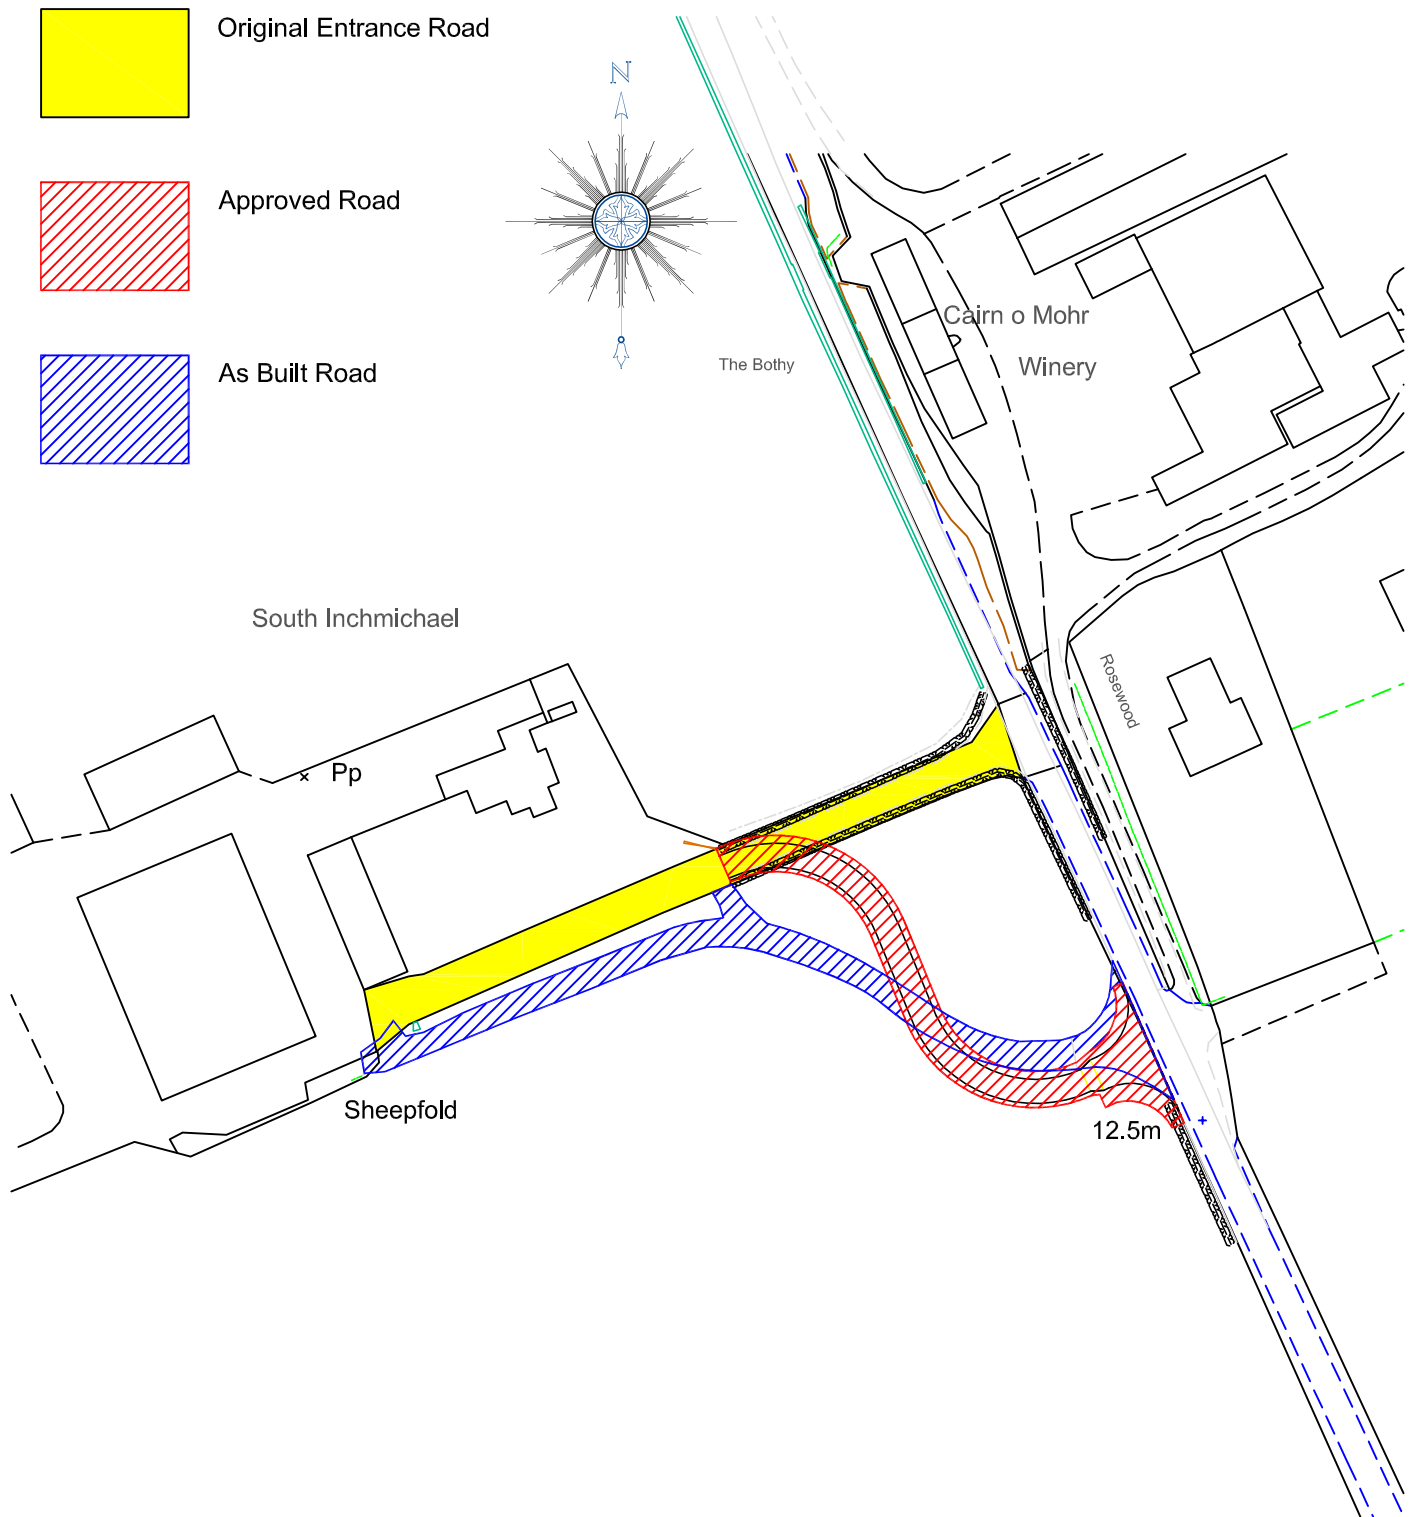 Original Entrance Road
N
Approved Road
As Built Road
Cairn o Mohr
Winery
The Bothy
South Inchmichael
Rosewood
Pp
Sheepfold
12.5m